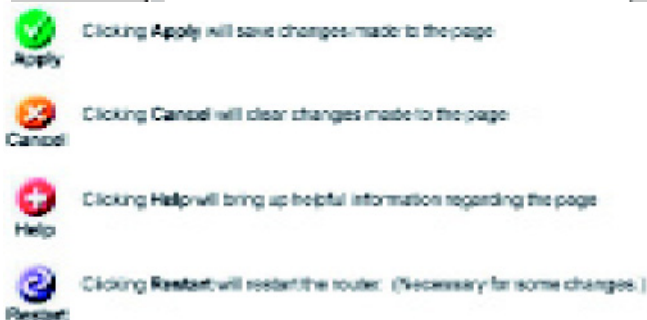 Clicking Apply will save changes made to the page
Apply
Clicking Cancel will clear changes made to the page
Cancel
Clicking Help will bring up helpful information regarding the page
Help
Clicking Restart will restart the router. (Necessary for some changes.)
Restart